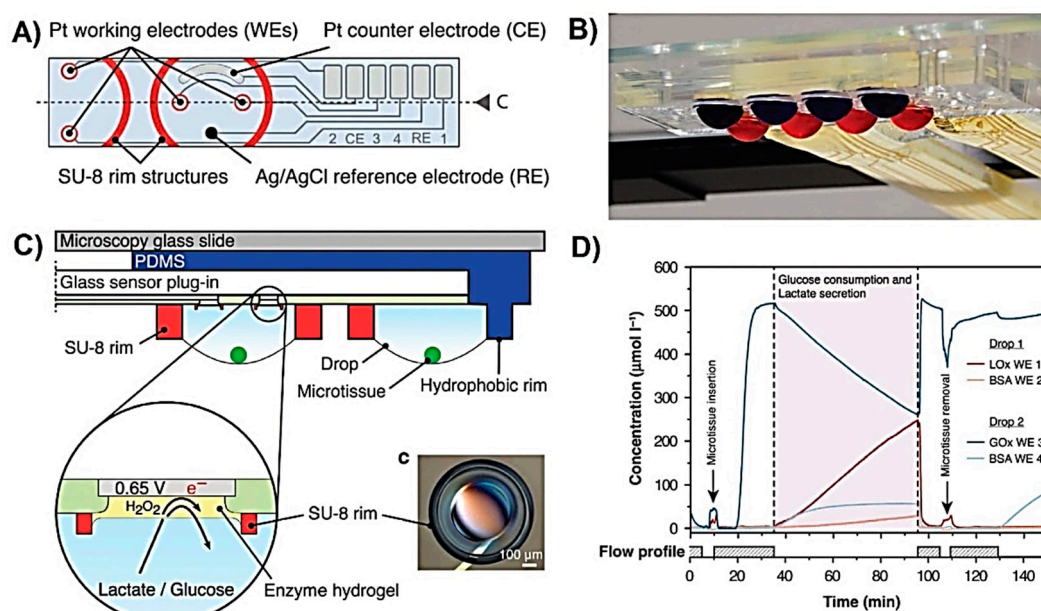 A)
Pt working electrodes (WEs)
Pt counter electrode (CE)
C
2 CE 3 4 RE 1
SU-8 rim structures
Ag/AgCl reference electrode (RE)
B)
C)
Microscopy glass slide
PDMS
Glass sensor plug-in
SU-8 rim
Drop
Microtissue
Hydrophobic rim
0.65 V e⁻
H₂O₂
Lactate / Glucose
Enzyme hydrogel
SU-8 rim
c
100 µm
D)
Concentration (µmol l⁻¹)
600
500
400
300
200
100
0
Glucose consumption and
Lactate secretion
Microtissue insertion
Microtissue removal
Drop 1
LOx WE 1
BSA WE 2
Drop 2
GOx WE 3
BSA WE 4
Flow profile
0 20 40 60 80 100 120 140
Time (min)